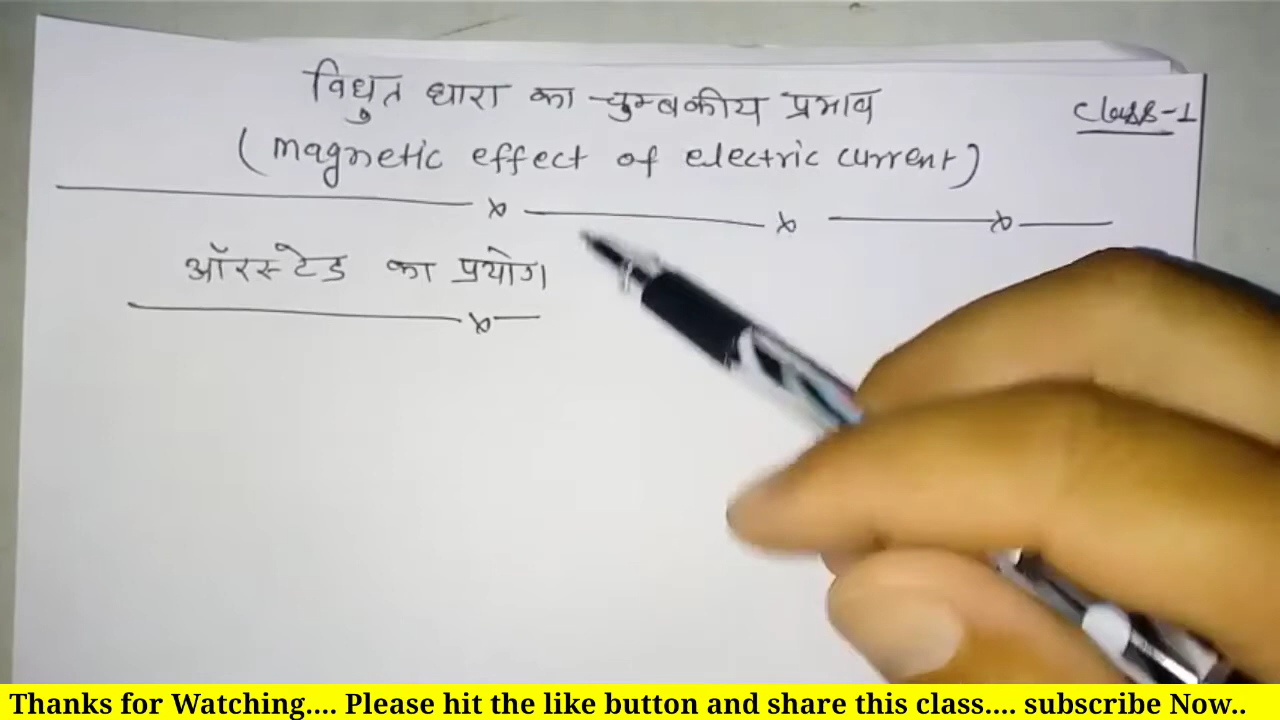 विधुत धारा का चुम्बकीय प्रभाव
Class-1
(magnetic effect of electric current)
ऑरस्टेड का प्रयोग
Thanks for Watching.... Please hit the like button and share this class.... subscribe Now..